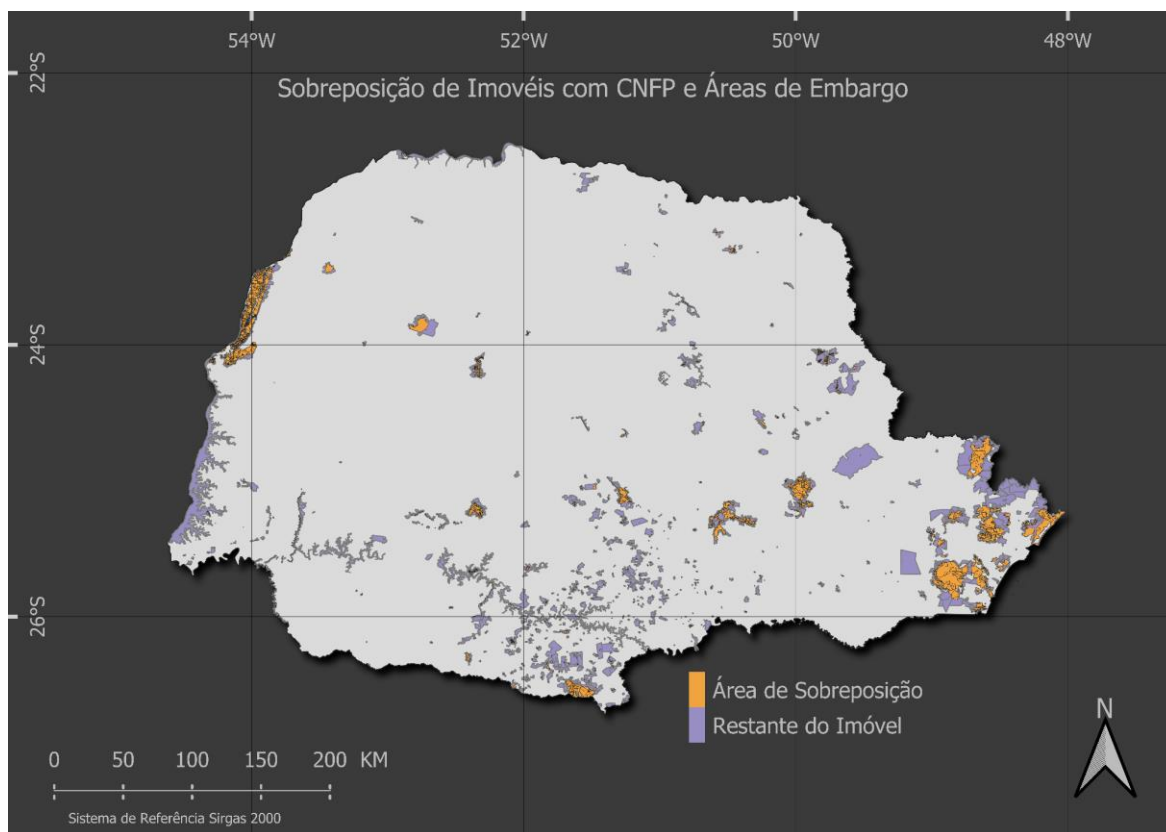 54°W 52°W 50°W 48°W
22°S
Sobreposição de Imovéis com CNFP e Áreas de Embargo
24°S
26°S
Área de Sobreposição
Restante do Imóvel
N
0 50 100 150 200 KM
Sistema de Referência Sirgas 2000